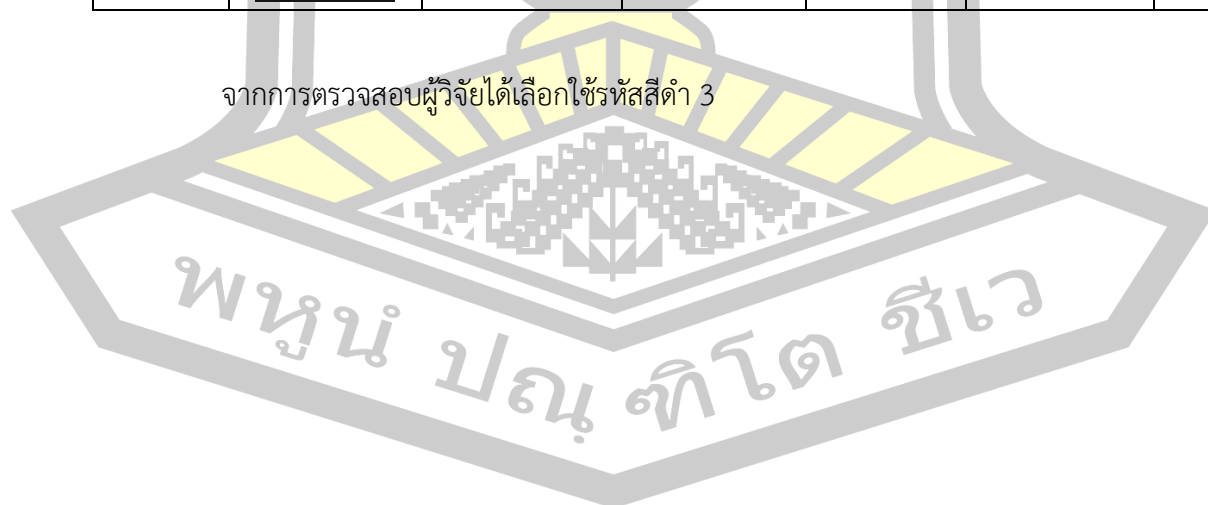 จากการตรวจสอบผู้วิจัยได้เลือกใช้รหัสสีดำ 3
พหูนํ ปณฺฑิโต ชีเว